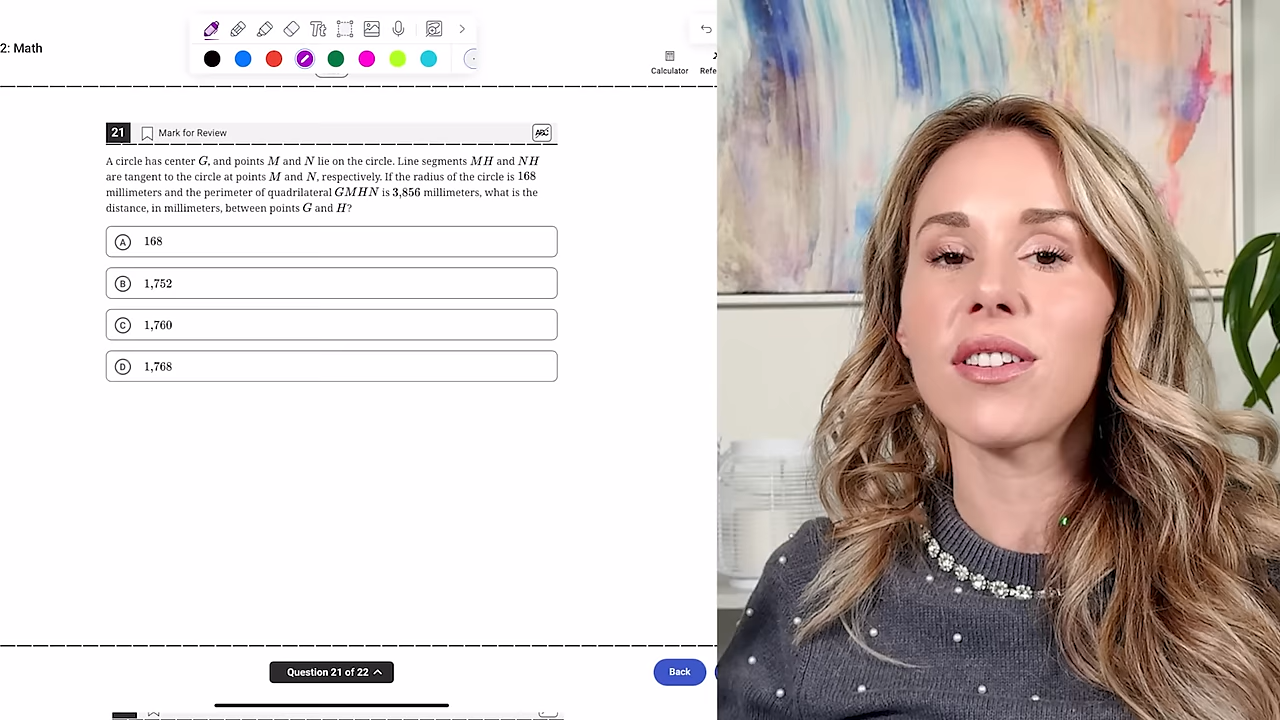 2: Math
Tt
Calculator
Refe
21 Mark for Review ABC
A circle has center G, and points M and N lie on the circle. Line segments MH and NH
are tangent to the circle at points M and N, respectively. If the radius of the circle is 168
millimeters and the perimeter of quadrilateral GMHN is 3,856 millimeters, what is the
distance, in millimeters, between points G and H?
A 168
B 1,752
C 1,760
D 1,768
Question 21 of 22
Back